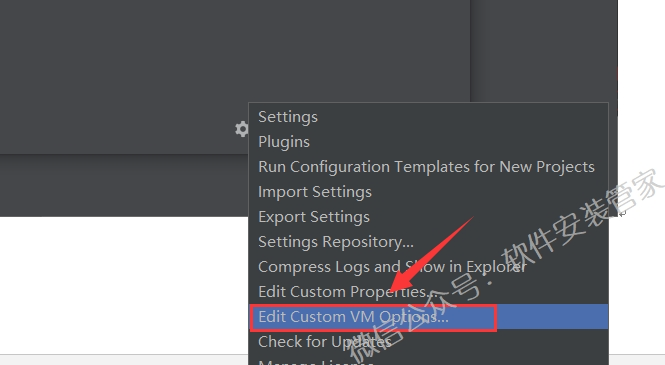 Settings
Plugins
Run Configuration Templates for New Projects
Import Settings
Export Settings
Settings Repository...
Compress Logs and Show in Explorer
Edit Custom Properties...
Edit Custom VM Options...
Check for Updates
Manage License...
微信公众号：软件安装管家